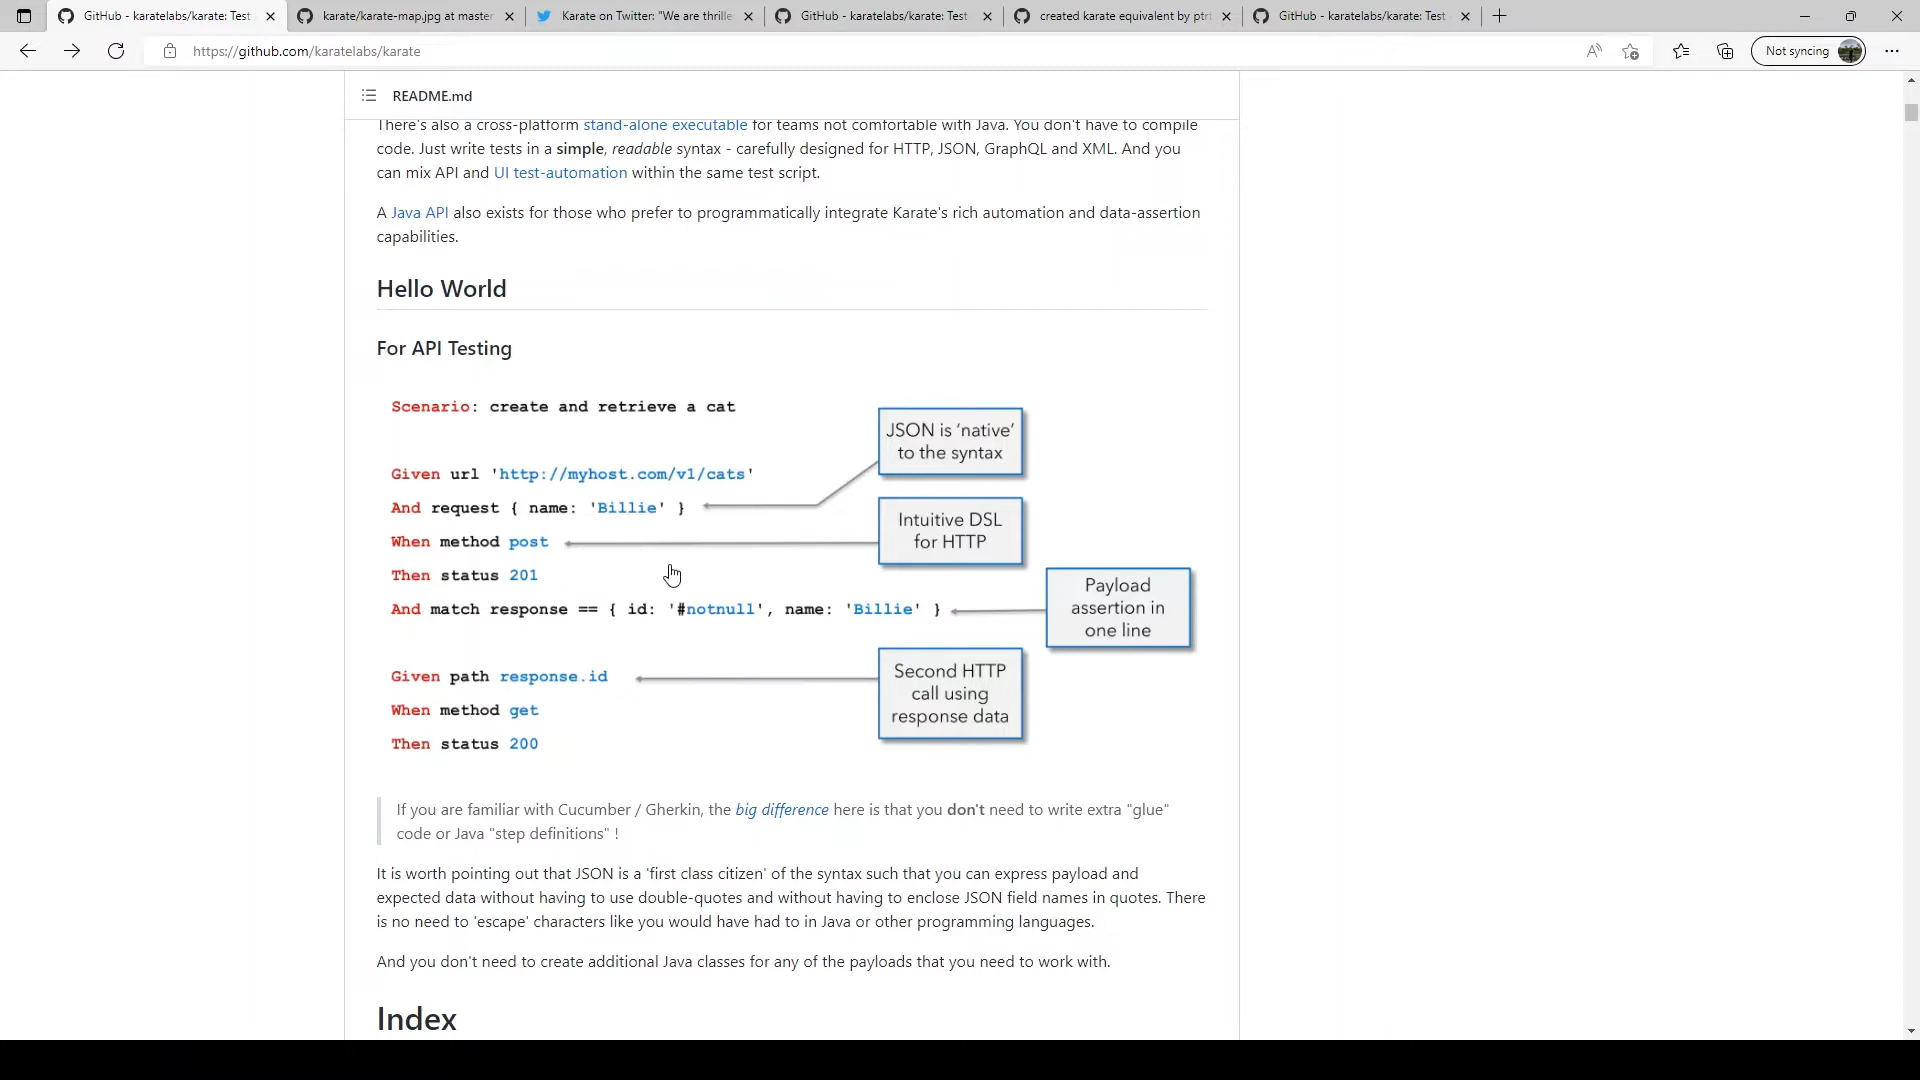 GitHub - karatelabs/karate: Test
karate/karate-map.jpg at master
Karate on Twitter: "We are thrille
GitHub - karatelabs/karate: Test
created karate equivalent by ptr
GitHub - karatelabs/karate: Test
https://github.com/karatelabs/karate
Not syncing
README.md
There's also a cross-platform stand-alone executable for teams not comfortable with Java. You don't have to compile
code. Just write tests in a simple, readable syntax - carefully designed for HTTP, JSON, GraphQL and XML. And you
can mix API and UI test-automation within the same test script.
A Java API also exists for those who prefer to programmatically integrate Karate's rich automation and data-assertion
capabilities.
Hello World
For API Testing
Scenario: create and retrieve a cat
JSON is ‘native’
to the syntax
Given url 'http://myhost.com/v1/cats'
And request { name: 'Billie' }
Intuitive DSL
for HTTP
When method post
Then status 201
Payload
assertion in
one line
And match response == { id: '#notnull', name: 'Billie' }
Second HTTP
call using
response data
Given path response.id
When method get
Then status 200
If you are familiar with Cucumber / Gherkin, the big difference here is that you don't need to write extra "glue"
code or Java "step definitions" !
It is worth pointing out that JSON is a 'first class citizen' of the syntax such that you can express payload and
expected data without having to use double-quotes and without having to enclose JSON field names in quotes. There
is no need to 'escape' characters like you would have had to in Java or other programming languages.
And you don't need to create additional Java classes for any of the payloads that you need to work with.
Index